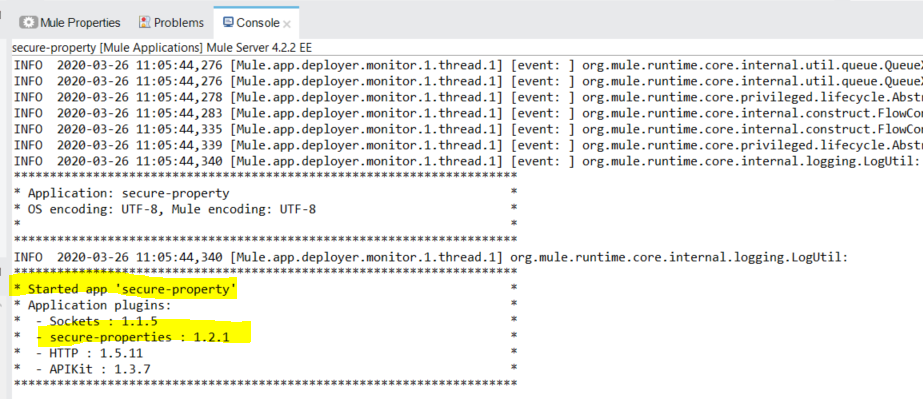 Mule Properties Problems Console
secure-property [Mule Applications] Mule Server 4.2.2 EE
INFO  2020-03-26 11:05:44,276 [Mule.app.deployer.monitor.1.thread.1] [event: ] org.mule.runtime.core.internal.util.queue.QueueX
INFO  2020-03-26 11:05:44,276 [Mule.app.deployer.monitor.1.thread.1] [event: ] org.mule.runtime.core.internal.util.queue.QueueX
INFO  2020-03-26 11:05:44,278 [Mule.app.deployer.monitor.1.thread.1] [event: ] org.mule.runtime.core.privileged.lifecycle.Abstr
INFO  2020-03-26 11:05:44,283 [Mule.app.deployer.monitor.1.thread.1] [event: ] org.mule.runtime.core.internal.construct.FlowCon
INFO  2020-03-26 11:05:44,335 [Mule.app.deployer.monitor.1.thread.1] [event: ] org.mule.runtime.core.internal.construct.FlowCon
INFO  2020-03-26 11:05:44,339 [Mule.app.deployer.monitor.1.thread.1] [event: ] org.mule.runtime.core.privileged.lifecycle.Abstr
INFO  2020-03-26 11:05:44,340 [Mule.app.deployer.monitor.1.thread.1] [event: ] org.mule.runtime.core.internal.logging.LogUtil:
**********************************************************************
* Application: secure-property                                       *
* OS encoding: UTF-8, Mule encoding: UTF-8                           *
*                                                                    *
**********************************************************************
INFO  2020-03-26 11:05:44,340 [Mule.app.deployer.monitor.1.thread.1] org.mule.runtime.core.internal.logging.LogUtil:
**********************************************************************
* Started app 'secure-property'                                      *
* Application plugins:                                               *
*  - Sockets : 1.1.5                                                 *
*  - secure-properties : 1.2.1                                       *
*  - HTTP : 1.5.11                                                   *
*  - APIKit : 1.3.7                                                  *
**********************************************************************